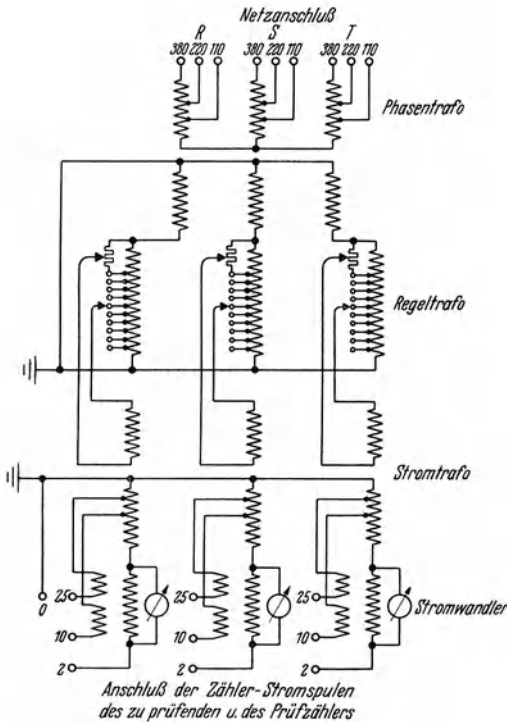 Netzanschluß
R S T
380 220 110 380 220 110 380 220 110
Phasentrafo
Regeltrafo
Stromtrafo
25 25 25
0
Stromwandler
10 10 10
2 2 2
Anschluß der Zähler-Stromspulen
des zu prüfenden u. des Prüfzählers